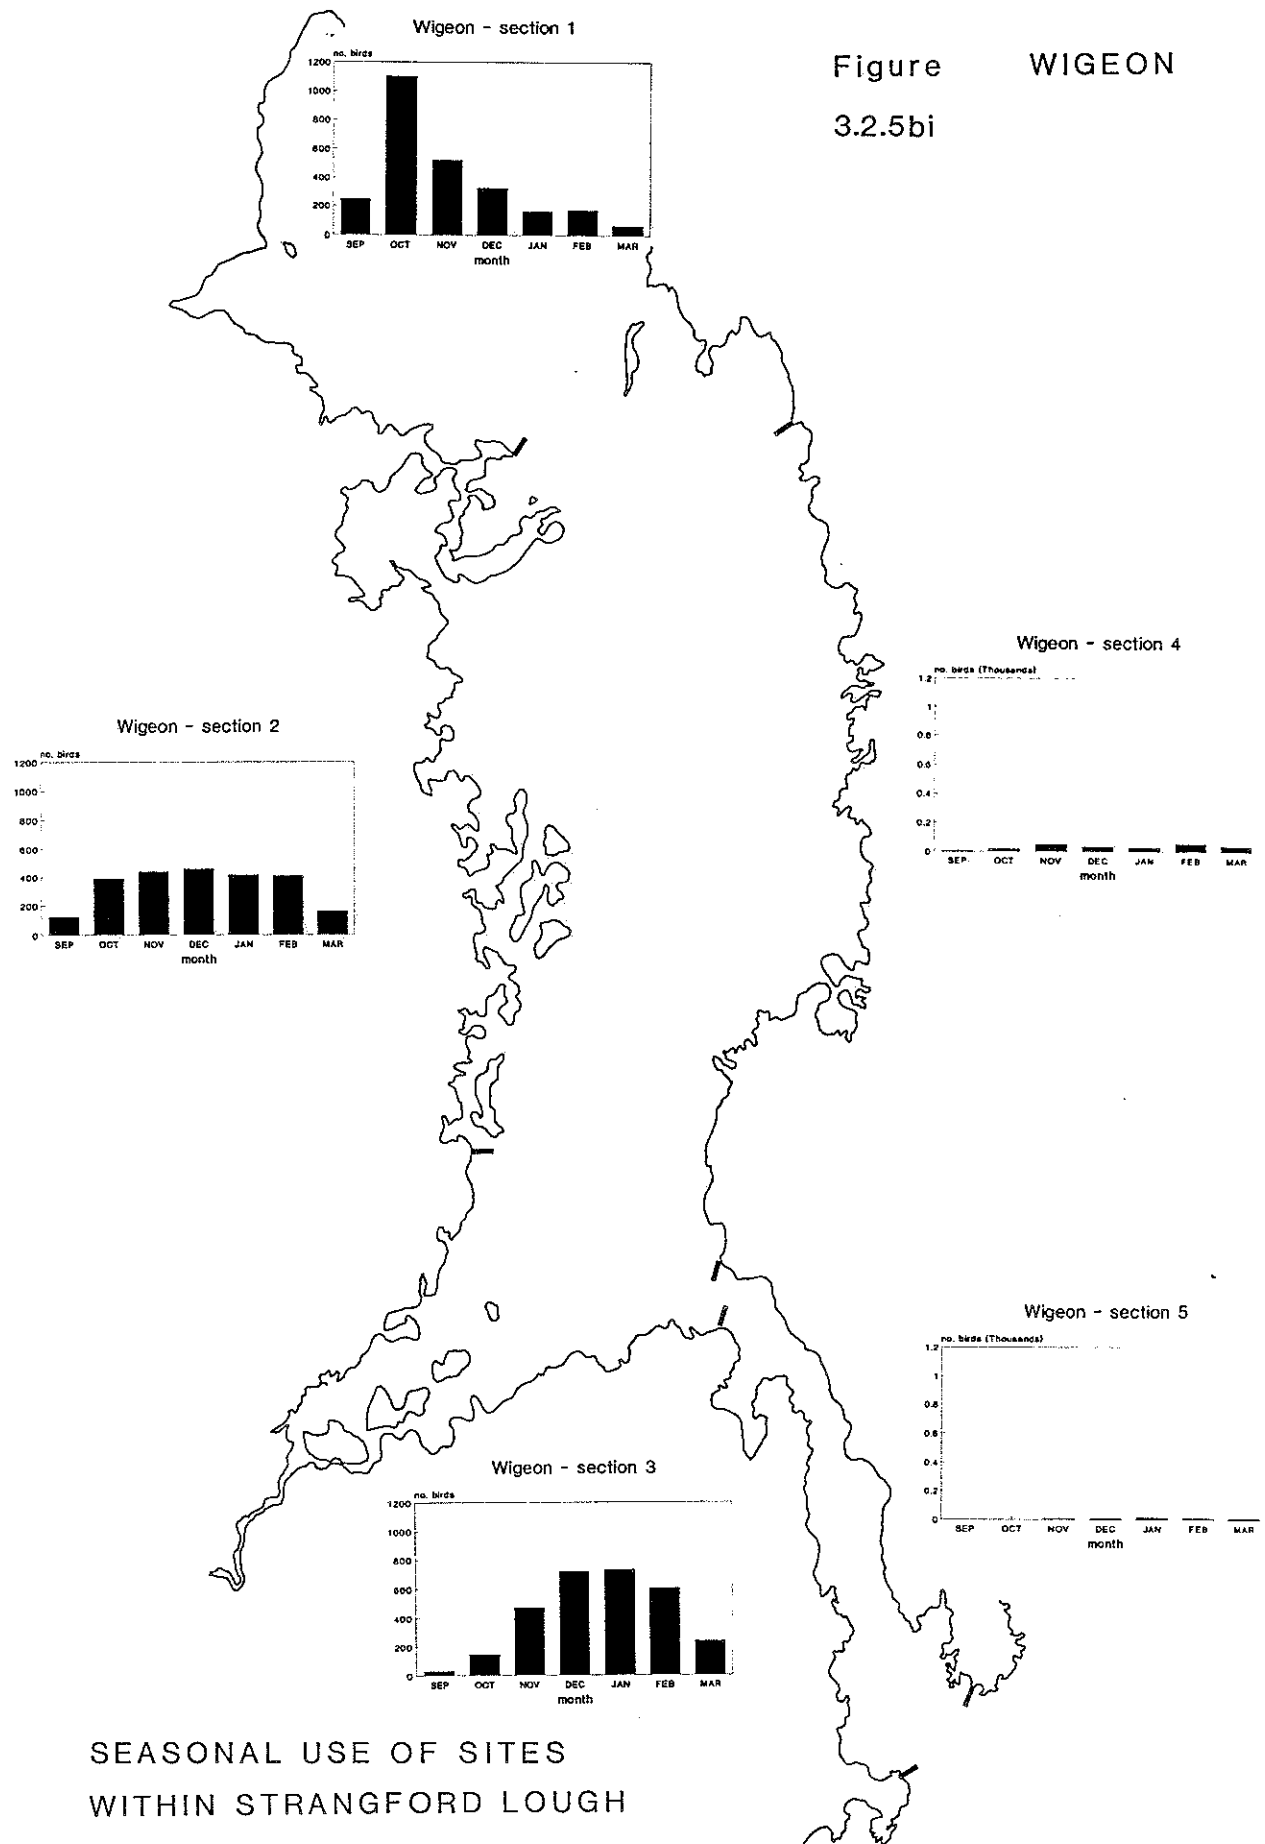 Wigeon - section 1
no. birds
1200
1000
800
600
400
200
0
SEP OCT NOV DEC JAN FEB MAR
month
Figure WIGEON
3.2.5bi
Wigeon - section 4
no. birds (Thousands)
1.2
1
0.8
0.6
0.4
0.2
0
SEP OCT NOV DEC JAN FEB MAR
month
Wigeon - section 2
no. birds
1200
1000
800
600
400
200
0
SEP OCT NOV DEC JAN FEB MAR
month
Wigeon - section 5
no. birds (Thousands)
1.2
1
0.8
0.6
0.4
0.2
0
SEP OCT NOV DEC JAN FEB MAR
month
Wigeon - section 3
no. birds
1200
1000
800
600
400
200
0
SEP OCT NOV DEC JAN FEB MAR
month
SEASONAL USE OF SITES
WITHIN STRANGFORD LOUGH